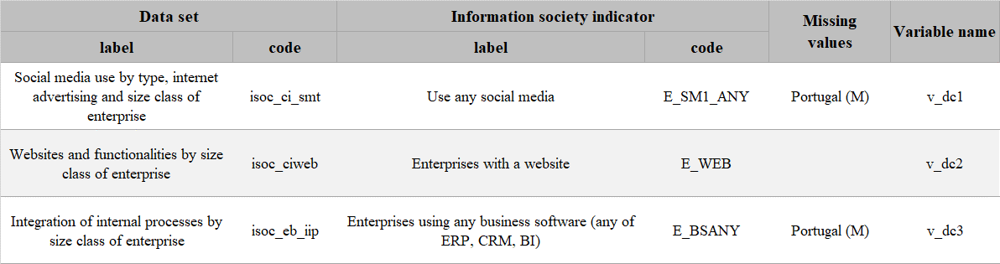 Data set
Information society indicator
Missing values
Variable name
label
code
label
code
Social media use by type, internet
advertising and size class of
enterprise
isoc_ci_smt
Use any social media
E_SM1_ANY
Portugal (M)
v_dc1
Websites and functionalities by size
class of enterprise
isoc_ciweb
Enterprises with a website
E_WEB
v_dc2
Integration of internal processes by
size class of enterprise
isoc_eb_iip
Enterprises using any business software (any of
ERP, CRM, BI)
E_BSANY
Portugal (M)
v_dc3